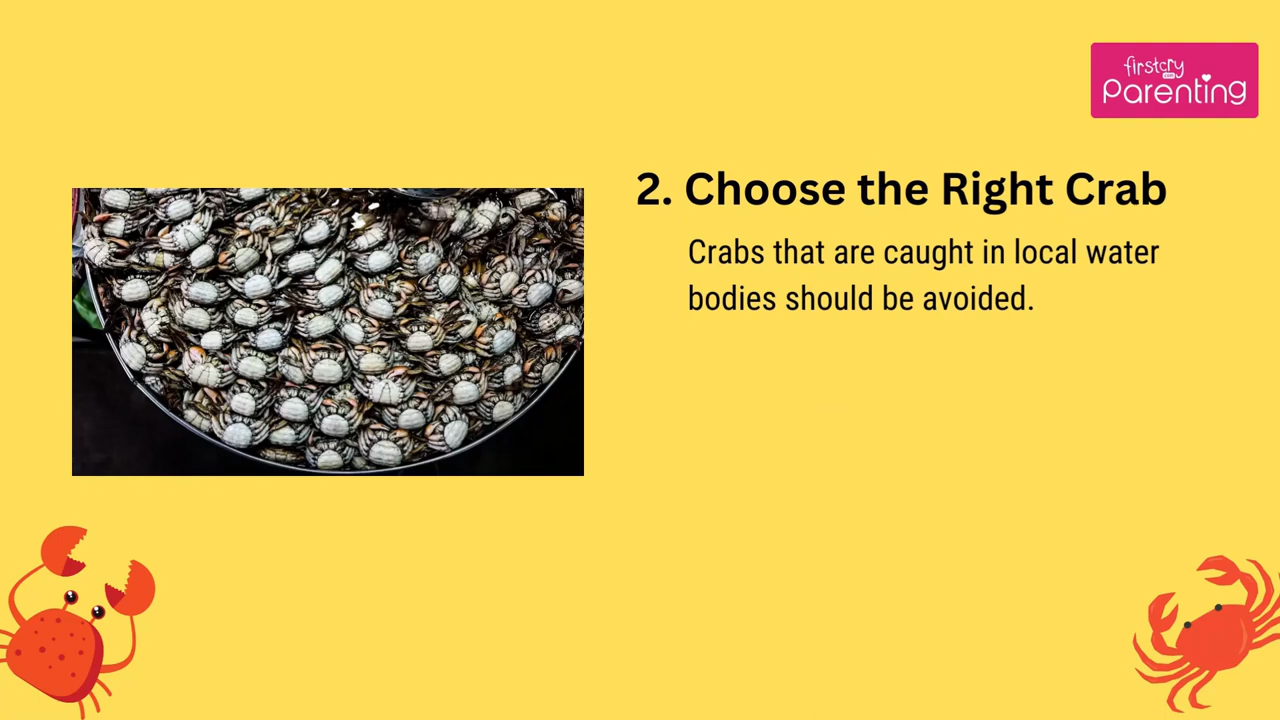 firstcry
.com
Parenting
2. Choose the Right Crab
Crabs that are caught in local water
bodies should be avoided.